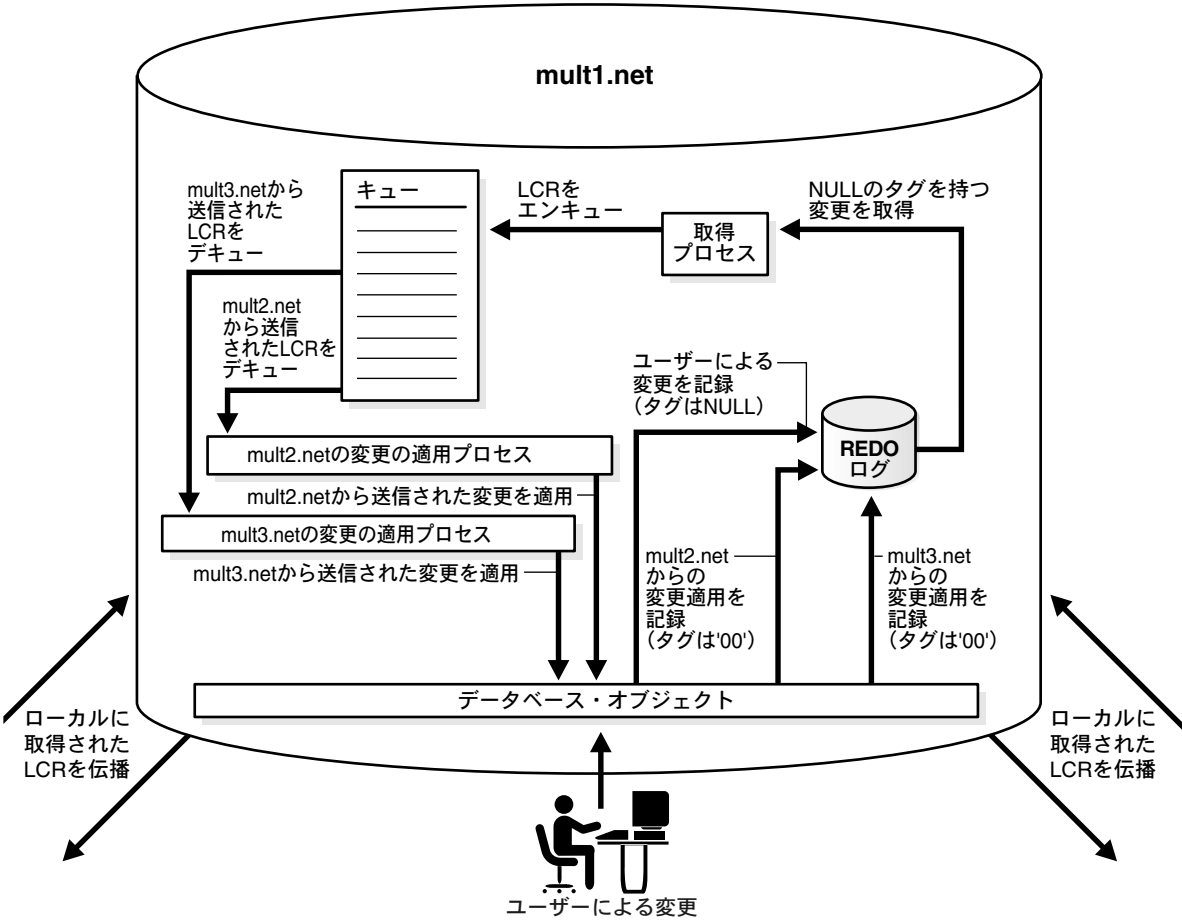 mult1.net
mult3.netから
送信された
LCRを
デキュー
キュー
LCRを
エンキュー
取得
プロセス
NULLのタグを持つ
変更を取得
mult2.net
から送信
されたLCRを
デキュー
ユーザーによる
変更を記録
（タグはNULL）
REDO
ログ
mult2.netの変更の適用プロセス
mult2.netから送信された変更を適用
mult3.netの変更の適用プロセス
mult3.netから送信された変更を適用
mult2.net
からの
変更適用を
記録
（タグは'00'）
mult3.net
からの
変更適用を
記録
（タグは'00'）
データベース・オブジェクト
ローカルに
取得された
LCRを伝播
ローカルに
取得された
LCRを伝播
ユーザーによる変更